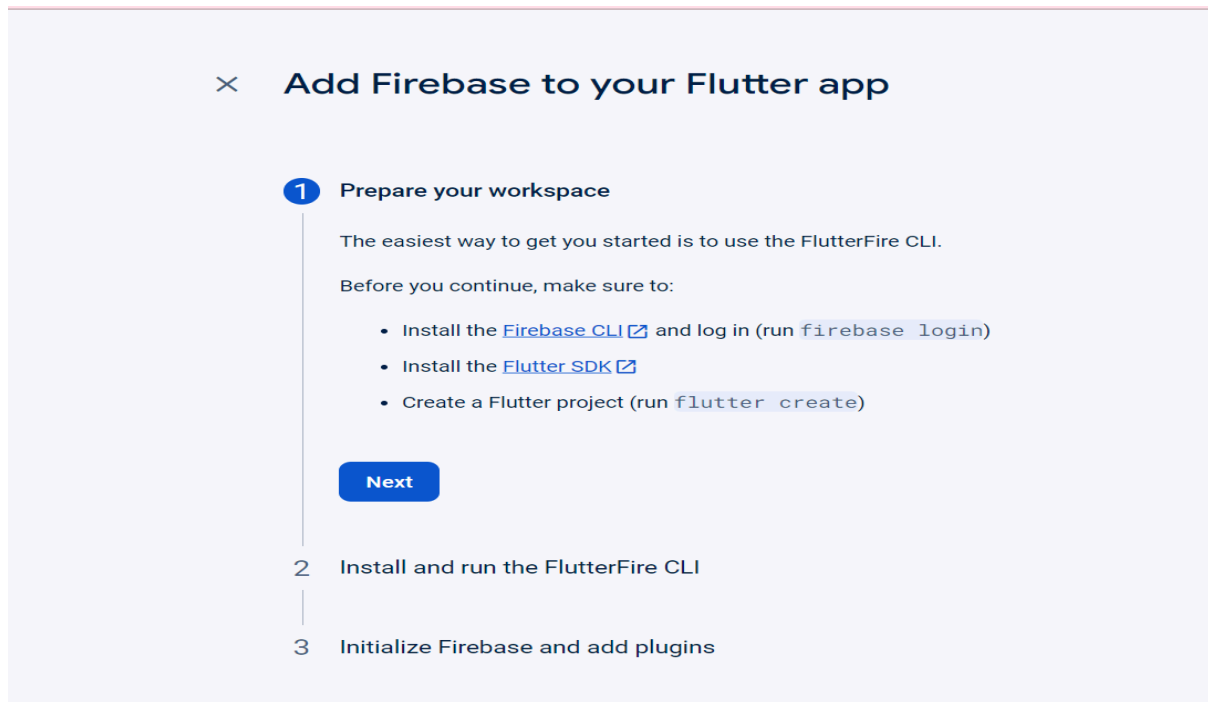 Add Firebase to your Flutter app
1 Prepare your workspace
The easiest way to get you started is to use the FlutterFire CLI.
Before you continue, make sure to:
• Install the Firebase CLI and log in (run firebase login)
• Install the Flutter SDK
• Create a Flutter project (run flutter create)
Next
2 Install and run the FlutterFire CLI
3 Initialize Firebase and add plugins